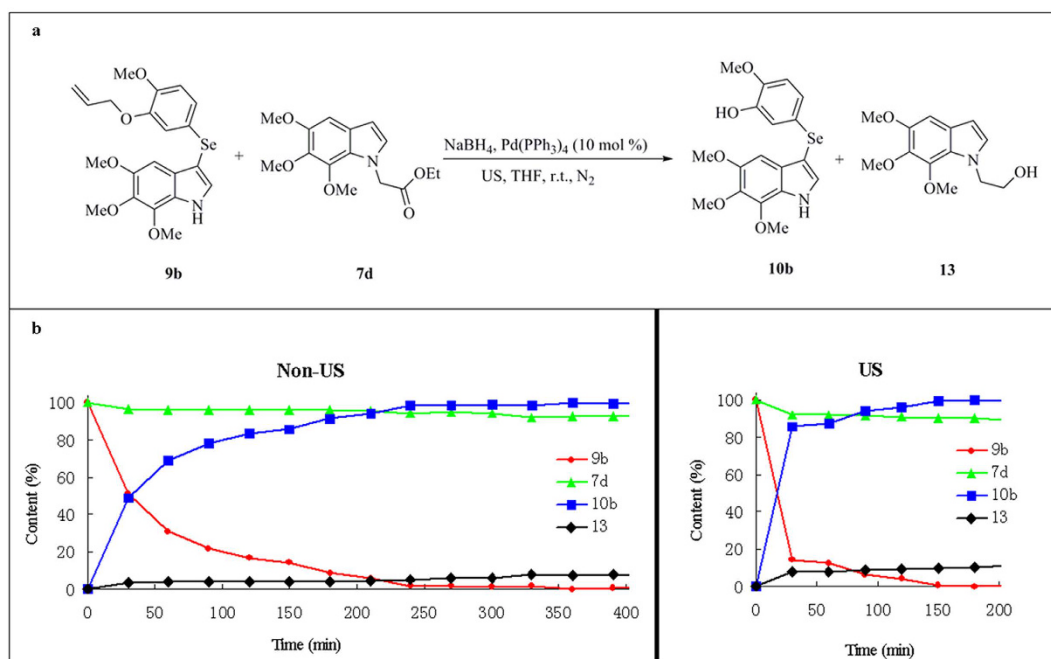 a
MeO
O
Se
MeO
MeO
OMe
N
H
9b
+
MeO
MeO
OMe
N
OEt
O
7d
NaBH4, Pd(PPh3)4 (10 mol %)
US, THF, r.t., N2
MeO
HO
Se
MeO
MeO
OMe
N
H
10b
+
MeO
MeO
OMe
N
OH
13
b
Non-US
Content (%)
100
80
60
40
20
0
0 50 100 150 200 250 300 350 400
Time (min)
9b
7d
10b
13
US
Content (%)
100
80
60
40
20
0
0 50 100 150 200
Time (min)
9b
7d
10b
13